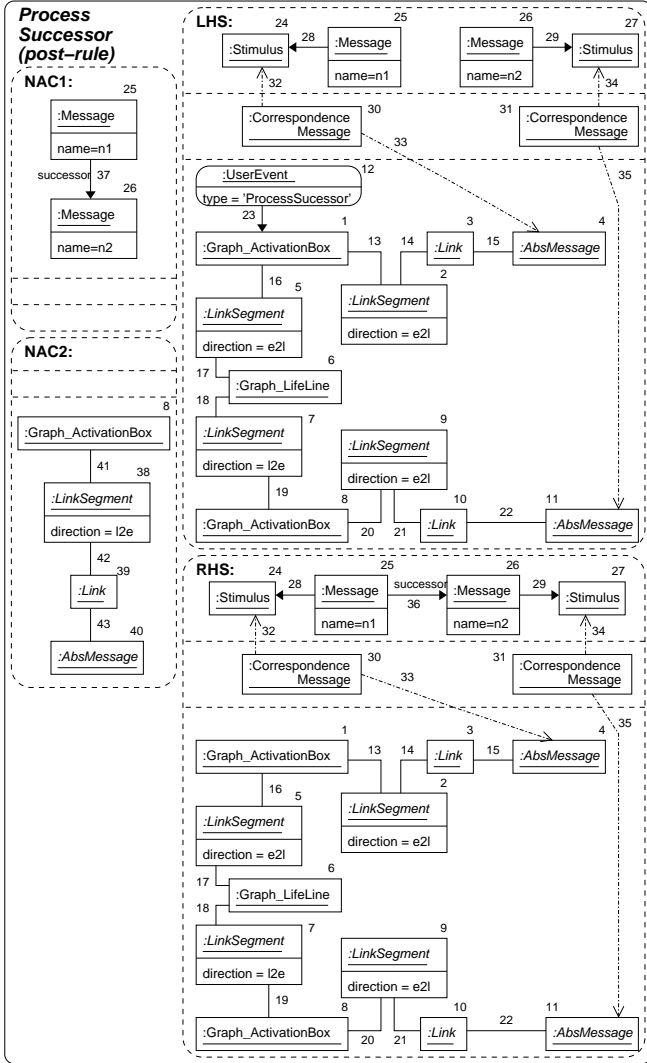 Process
Successor
(post–rule)
NAC1:
25
:Message
name=n1
successor 37
26
:Message
name=n2
NAC2:
8
:Graph_ActivationBox
41
38
:LinkSegment
direction = l2e
42
39
:Link
43
40
:AbsMessage
LHS:
24
25
26
27
:Stimulus
28
:Message
:Message
29
:Stimulus
name=n1
name=n2
32
34
30
31
:Correspondence
Message
:Correspondence
Message
33
35
12
:UserEvent
type = 'ProcessSucessor'
23
1
3
4
:Graph_ActivationBox
13
14
:Link
15
:AbsMessage
16
5
2
:LinkSegment
:LinkSegment
direction = e2l
direction = e2l
17
6
:Graph_LifeLine
18
7
9
:LinkSegment
:LinkSegment
direction = l2e
direction = e2l
19
8
10
11
:Graph_ActivationBox
20
21
:Link
22
:AbsMessage
RHS:
24
25
26
27
:Stimulus
28
:Message
successor
36
:Message
29
:Stimulus
name=n1
name=n2
32
34
30
31
:Correspondence
Message
:Correspondence
Message
33
35
1
3
4
:Graph_ActivationBox
13
14
:Link
15
:AbsMessage
16
5
2
:LinkSegment
:LinkSegment
direction = e2l
direction = e2l
17
6
:Graph_LifeLine
18
7
9
:LinkSegment
:LinkSegment
direction = l2e
direction = e2l
19
8
10
11
:Graph_ActivationBox
20
21
:Link
22
:AbsMessage